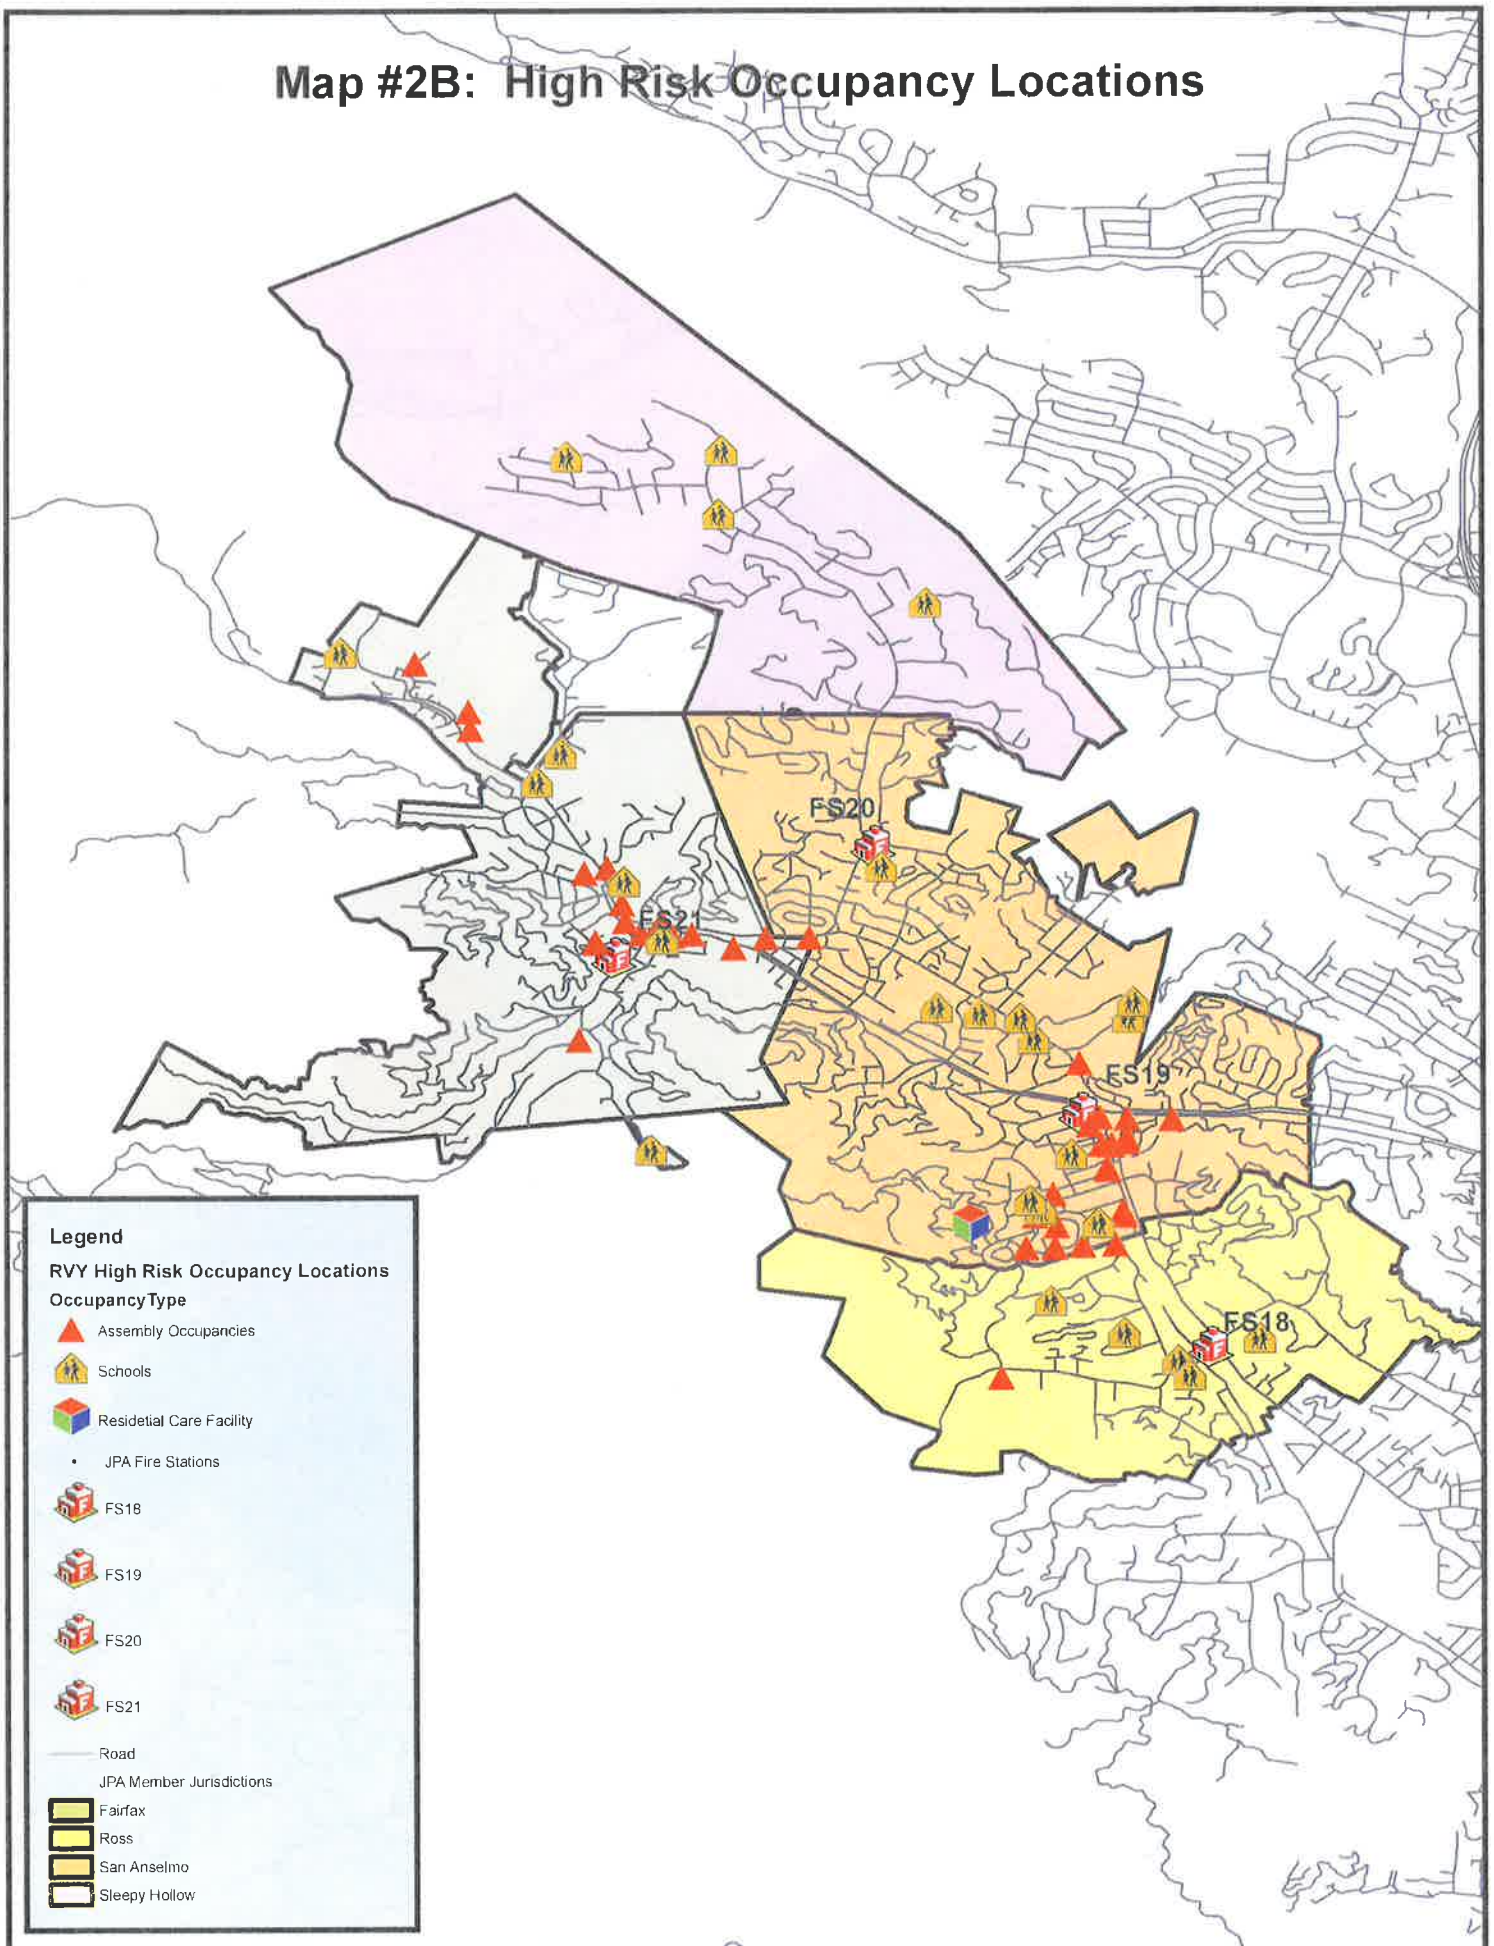 Map #2B: High Risk Occupancy Locations
FS20
FS21
FS19
FS18
Legend
RVY High Risk Occupancy Locations
OccupancyType
Assembly Occupancies
Schools
Residetial Care Facility
JPA Fire Stations
FS18
FS19
FS20
FS21
Road
JPA Member Jurisdictions
Fairfax
Ross
San Anselmo
Sleepy Hollow